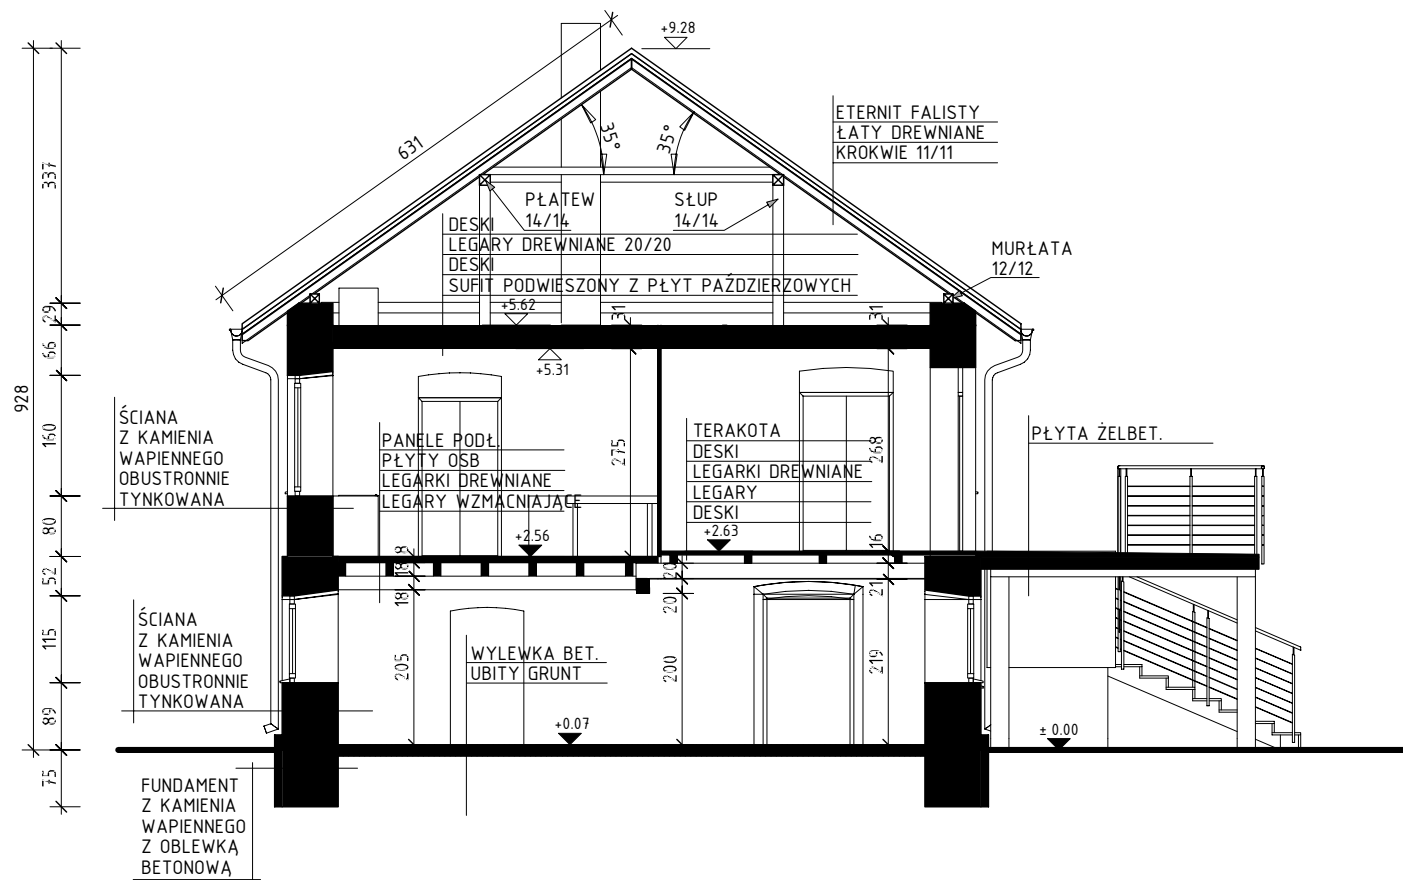 +9.28
631
35°
35°
ETERNIT FALISTY
ŁATY DREWNIANE
KROKWIE 11/11
PŁATEW
14/14
SŁUP
14/14
DESKI
LEGARY DREWNIANE 20/20
DESKI
SUFIT PODWIESZONY Z PŁYT PAŹDZIERZOWYCH
MURŁATA
12/12
+5.62
31
31
+5.31
928
337
29
66
160
80
52
115
89
75
ŚCIANA
Z KAMIENIA
WAPIENNEGO
OBUSTRONNIE
TYNKOWANA
PANELE PODŁ.
PŁYTY OSB
LEGARKI DREWNIANE
LEGARY WZMACNIAJĄCE
275
TERAKOTA
DESKI
LEGARKI DREWNIANE
LEGARY
DESKI
268
PŁYTA ŻELBET.
+2.56
+2.63
16
8
18
18
20
20
21
ŚCIANA
Z KAMIENIA
WAPIENNEGO
OBUSTRONNIE
TYNKOWANA
205
WYLEWKA BET.
UBITY GRUNT
200
219
+0.07
± 0.00
FUNDAMENT
Z KAMIENIA
WAPIENNEGO
Z OBLEWKĄ
BETONOWĄ